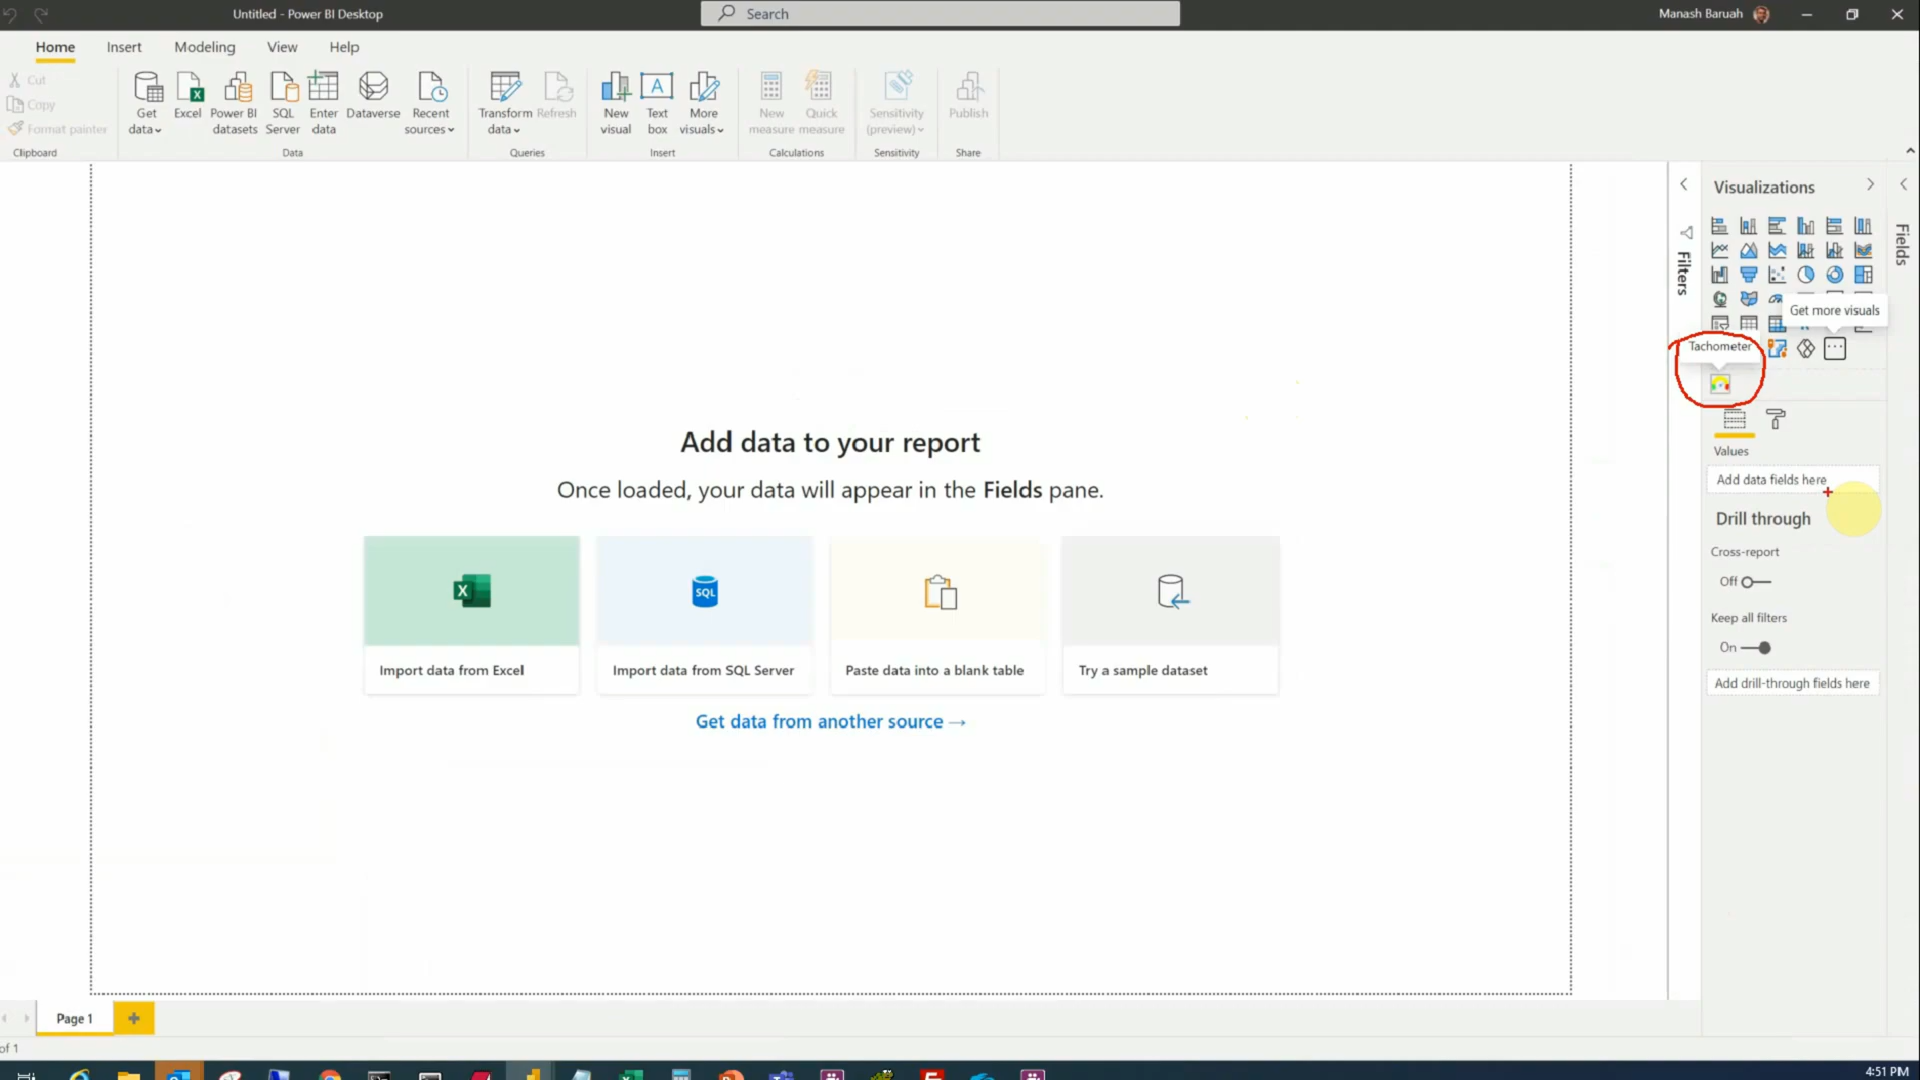 Untitled - Power BI Desktop
Search
Manash Baruah
Home Insert Modeling View Help
Cut
Copy
Format painter
Clipboard
Get data
Excel
Power BI datasets
SQL Server
Enter data
Dataverse
Recent sources
Data
Transform data
Refresh
Queries
New visual
Text box
More visuals
Insert
New measure
Quick measure
Calculations
Sensitivity (preview)
Sensitivity
Publish
Share
Visualizations
Filters
Fields
Get more visuals
Tachometer
Values
Add data fields here
Drill through
Cross-report
Off
Keep all filters
On
Add drill-through fields here
Add data to your report
Once loaded, your data will appear in the Fields pane.
SQL
Import data from Excel
Import data from SQL Server
Paste data into a blank table
Try a sample dataset
Get data from another source →
Page 1
of 1
4:51 PM